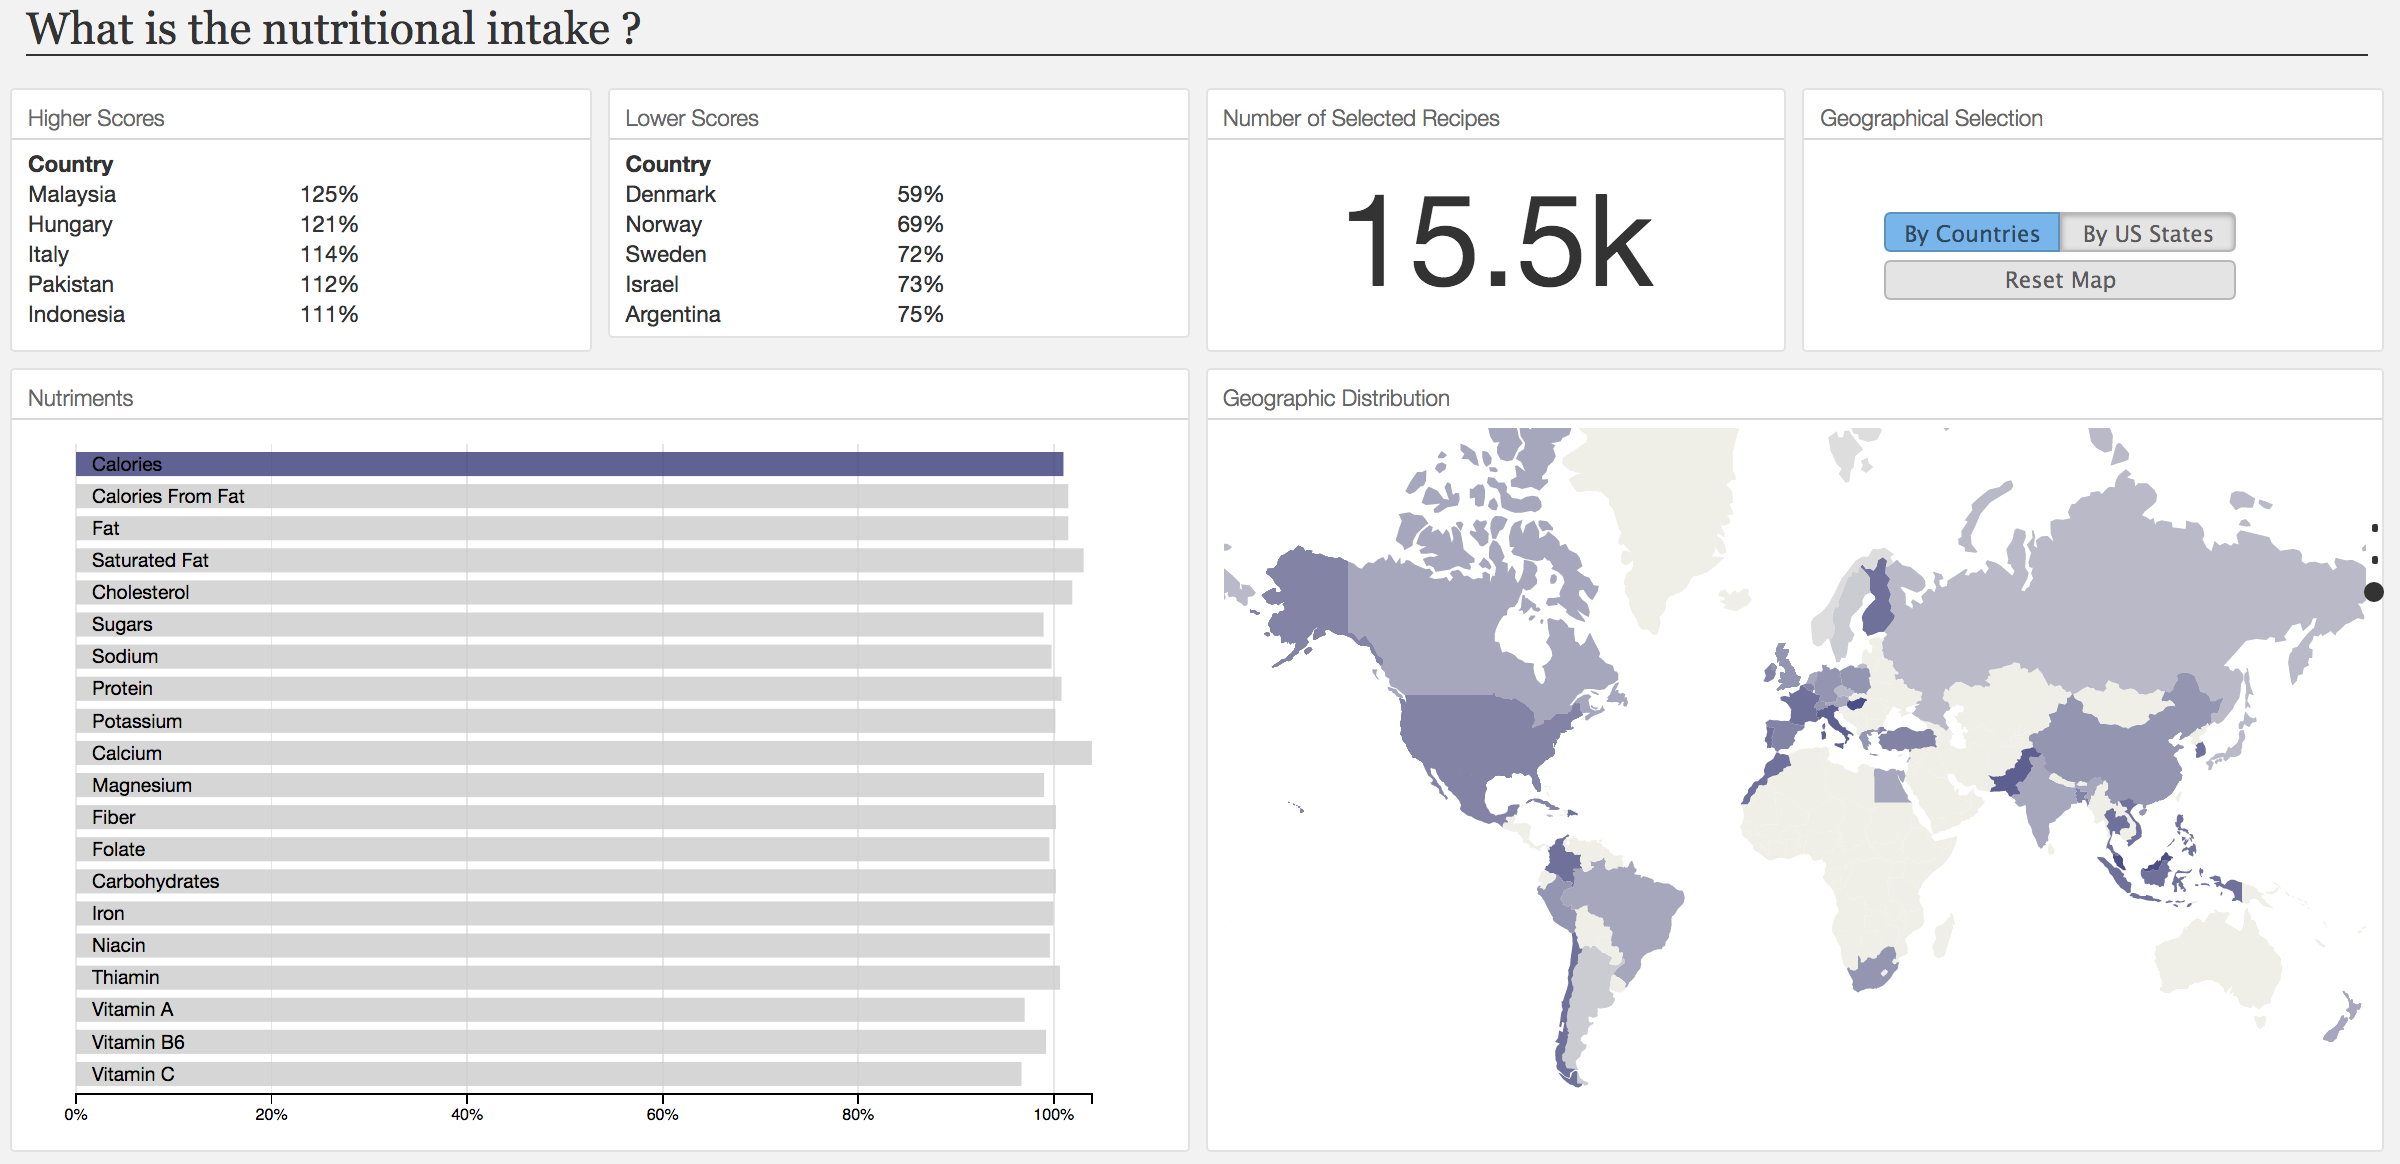 What is the nutritional intake ?
Higher Scores
Country
Malaysia 125%
Hungary 121%
Italy 114%
Pakistan 112%
Indonesia 111%
Lower Scores
Country
Denmark 59%
Norway 69%
Sweden 72%
Israel 73%
Argentina 75%
Number of Selected Recipes
15.5k
Geographical Selection
By Countries By US States
Reset Map
Nutriments
Calories
Calories From Fat
Fat
Saturated Fat
Cholesterol
Sugars
Sodium
Protein
Potassium
Calcium
Magnesium
Fiber
Folate
Carbohydrates
Iron
Niacin
Thiamin
Vitamin A
Vitamin B6
Vitamin C
0% 20% 40% 60% 80% 100%
Geographic Distribution